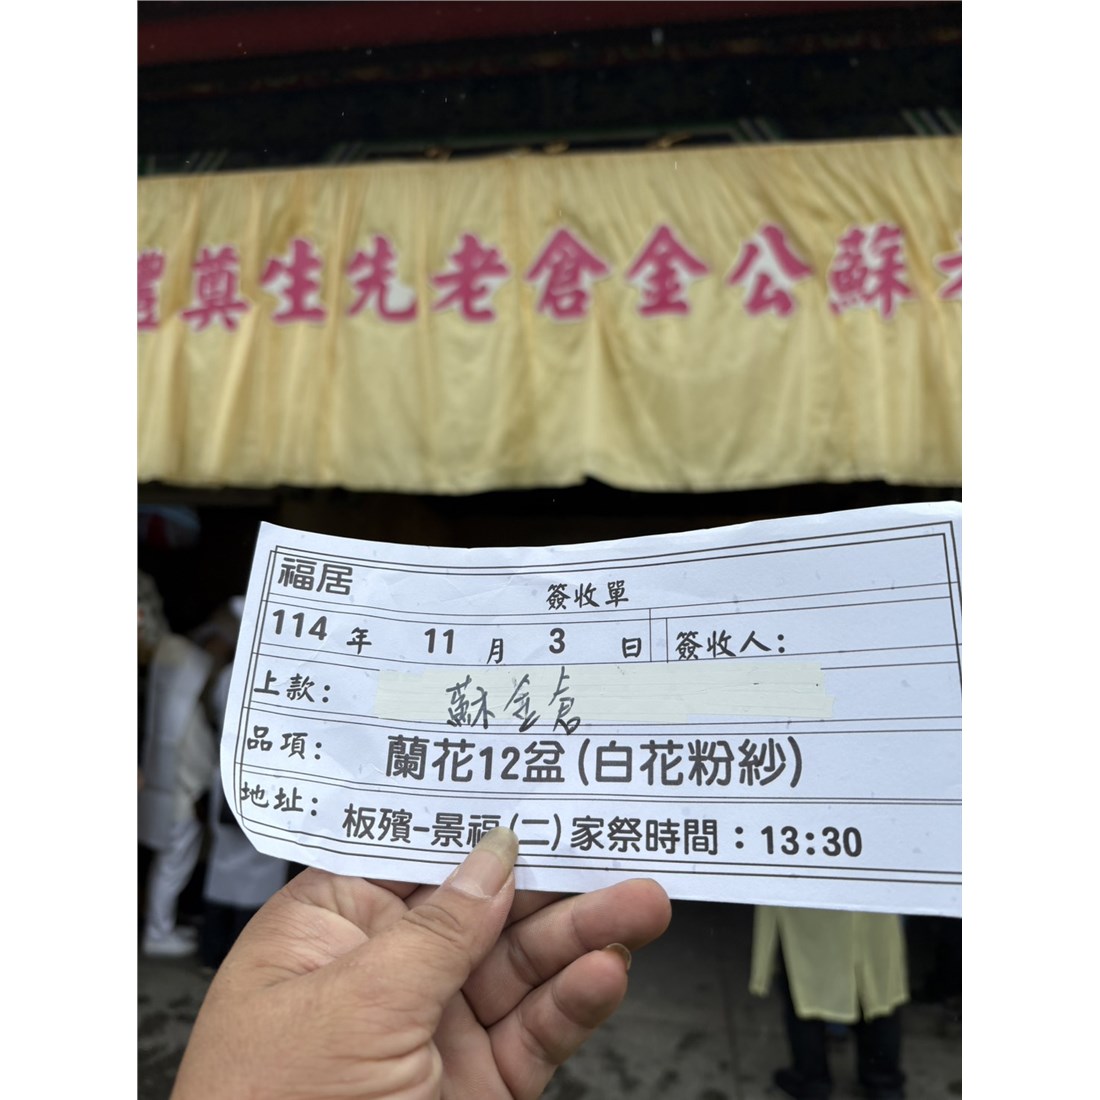 蘇公金倉老先生奠禮
福居
簽收單
114 年 11 月 3 日 簽收人:
上款: 蘇金倉
品項: 蘭花12盆(白花粉紗)
地址: 板殯-景福(二)家祭時間：13:30